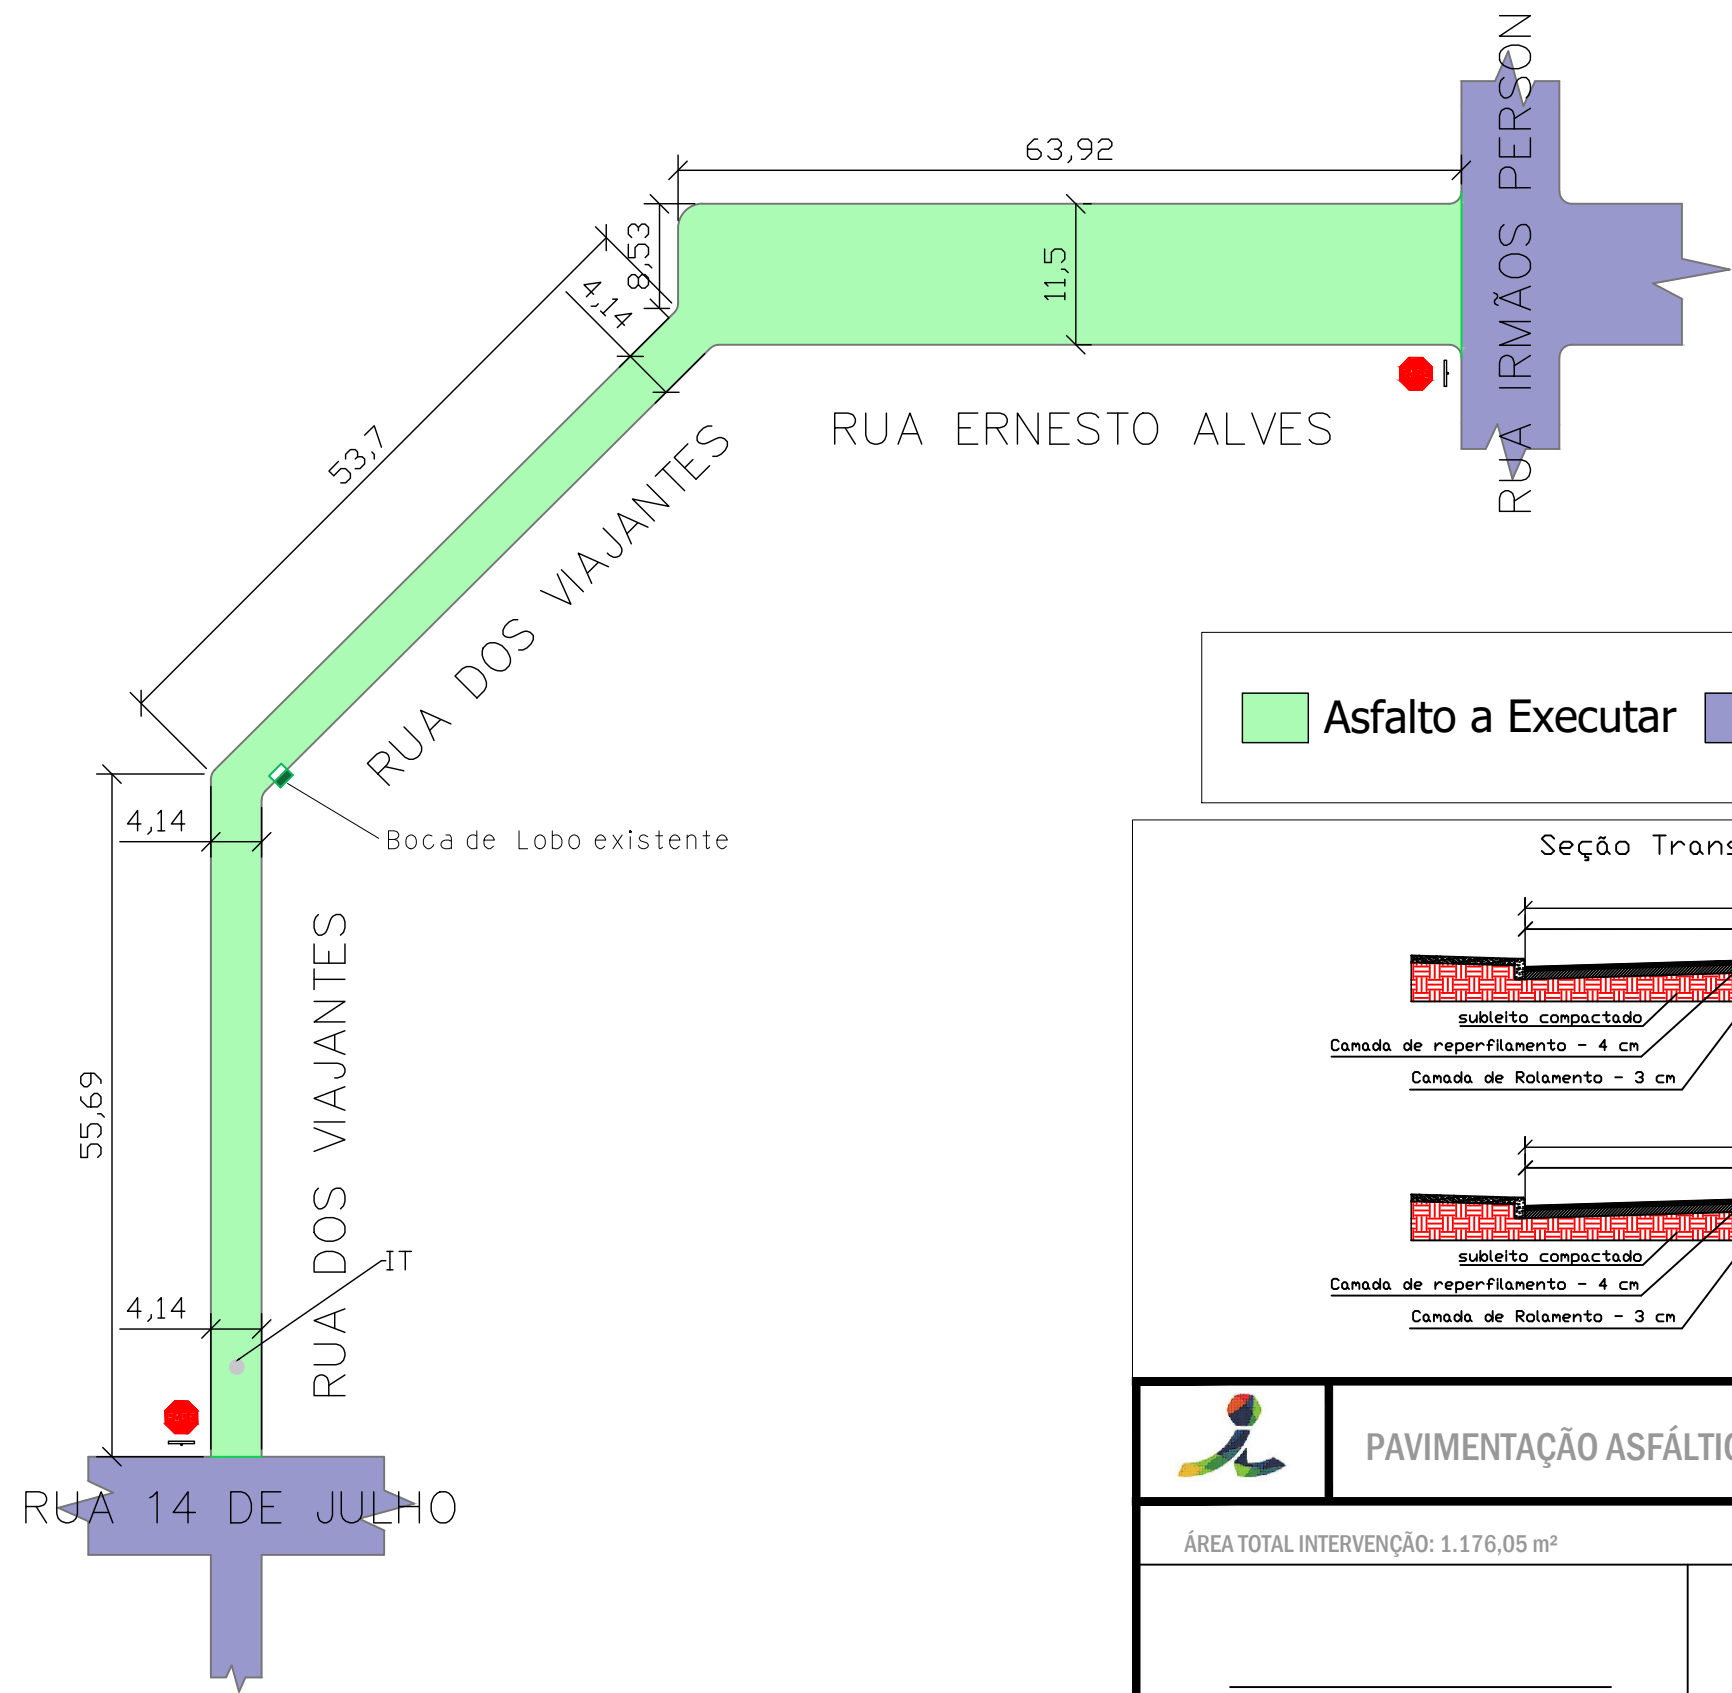 RUA IRMÃOS PERSON
63,92
8,53
4,14
11,5
RUA ERNESTO ALVES
53,7
RUA DOS VIAJANTES
Asfalto a Executar
4,14
Boca de Lobo existente
Seção Trans
subleito compactado
Camada de reperfilamento - 4 cm
Camada de Rolamento - 3 cm
55,69
RUA DOS VIAJANTES
subleito compactado
Camada de reperfilamento - 4 cm
Camada de Rolamento - 3 cm
IT
4,14
RUA 14 DE JULHO
PAVIMENTAÇÃO ASFÁLTIC
ÁREA TOTAL INTERVENÇÃO: 1.176,05 m²